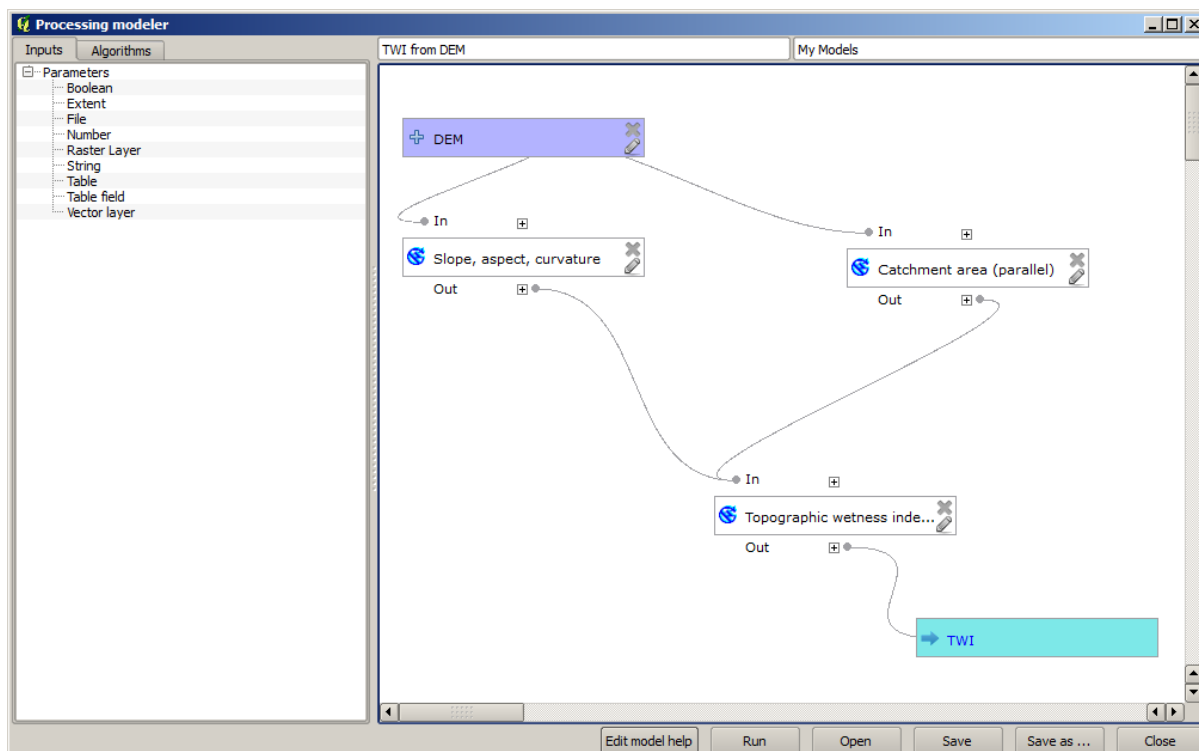 Processing modeler
Inputs
Algorithms
TWI from DEM
My Models
Parameters
Boolean
Extent
File
Number
Raster Layer
String
Table
Table field
Vector layer
DEM
In
Slope, aspect, curvature
Out
In
Catchment area (parallel)
Out
In
Topographic wetness inde...
Out
TWI
Edit model help
Run
Open
Save
Save as ...
Close